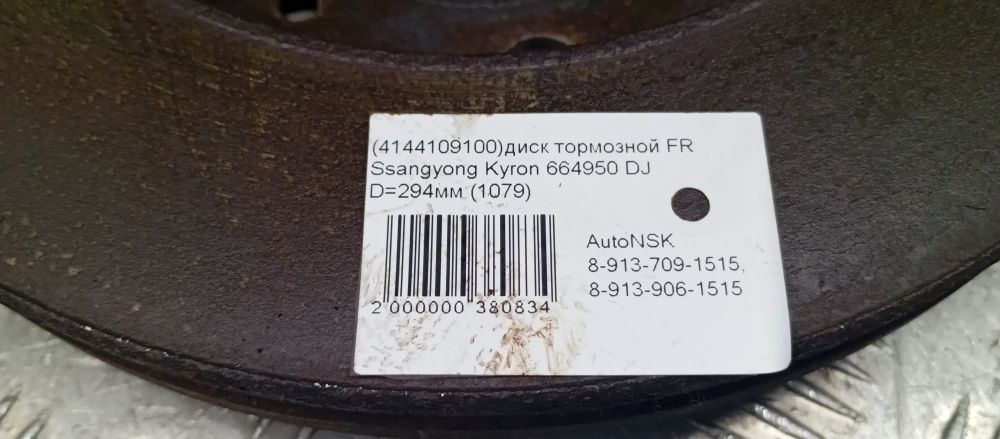 (4144109100)диск тормозной FR
Ssangyong Kyron 664950 DJ
D=294мм (1079)
AutoNSK
8-913-709-1515,
8-913-906-1515
2 000000 380834